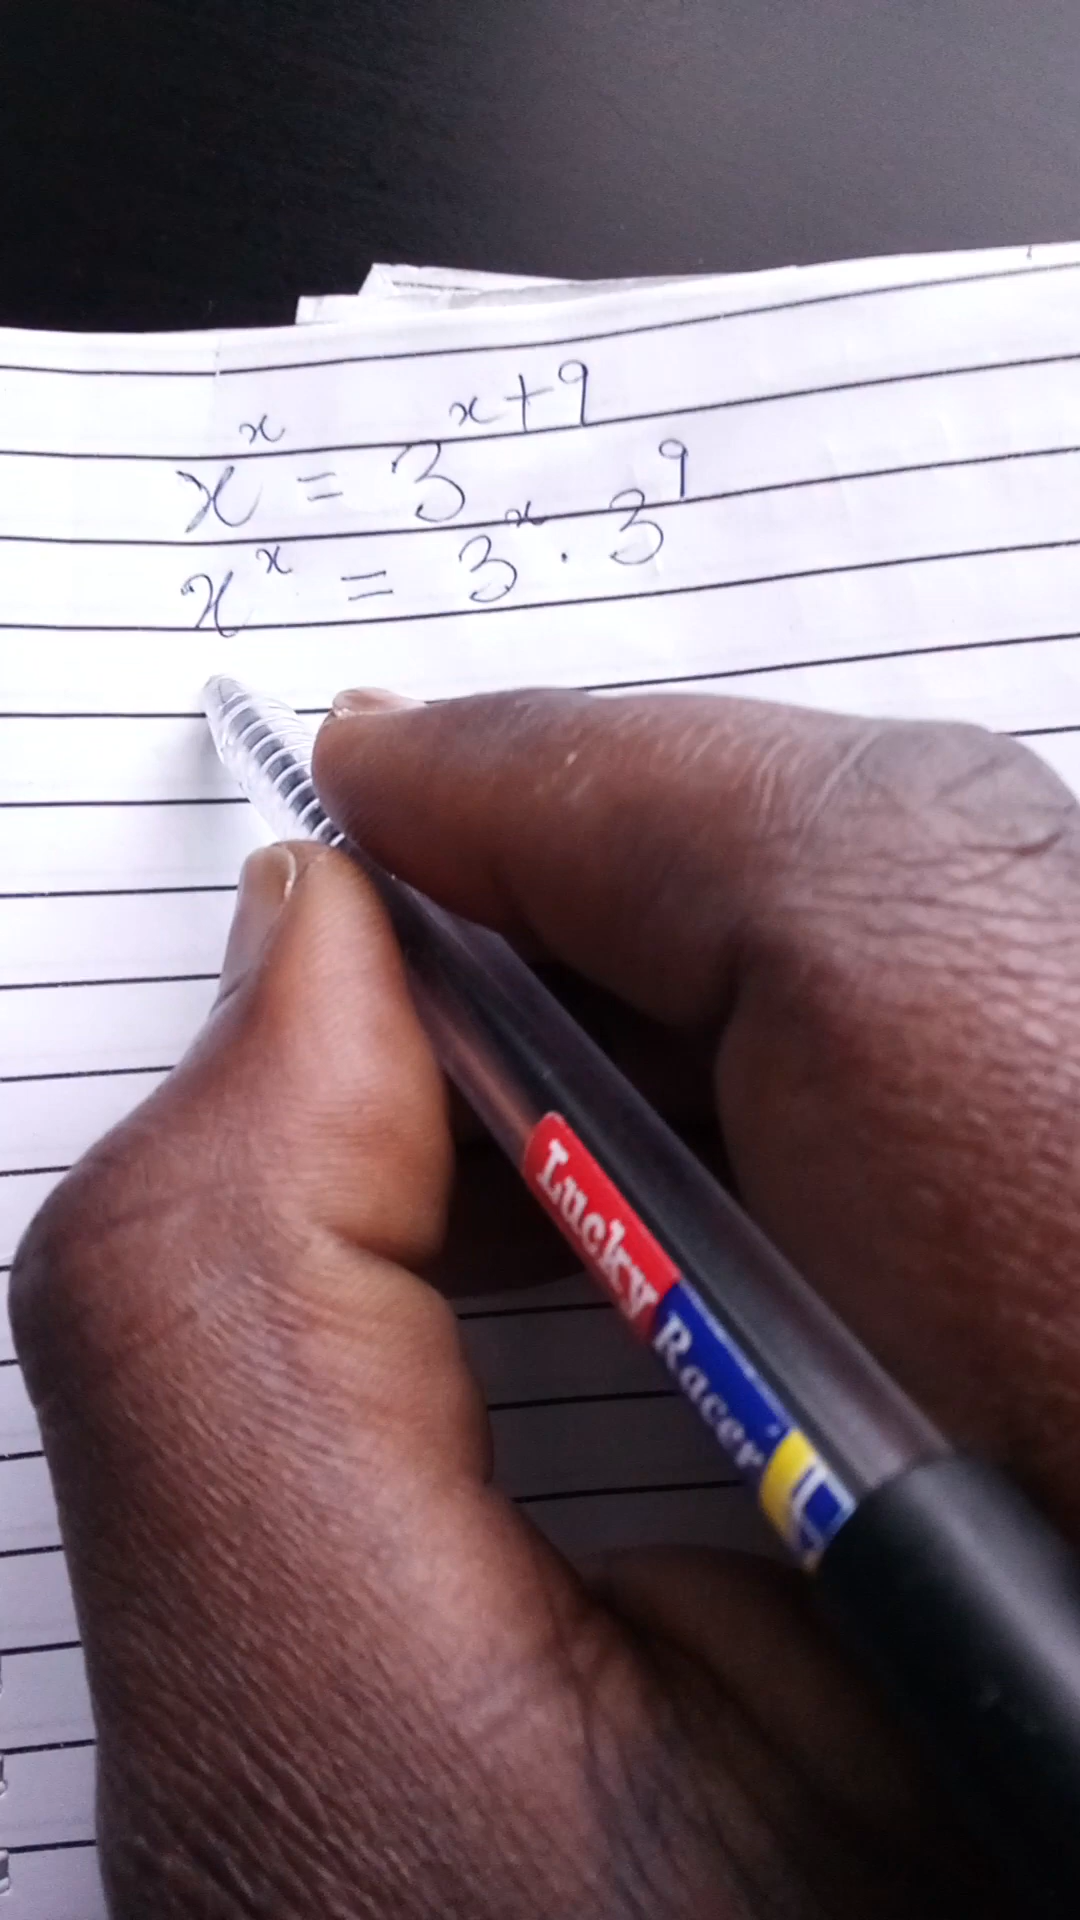 x^x = 3^{x+9}
x^x = 3^x · 3^9
Lucky Racer